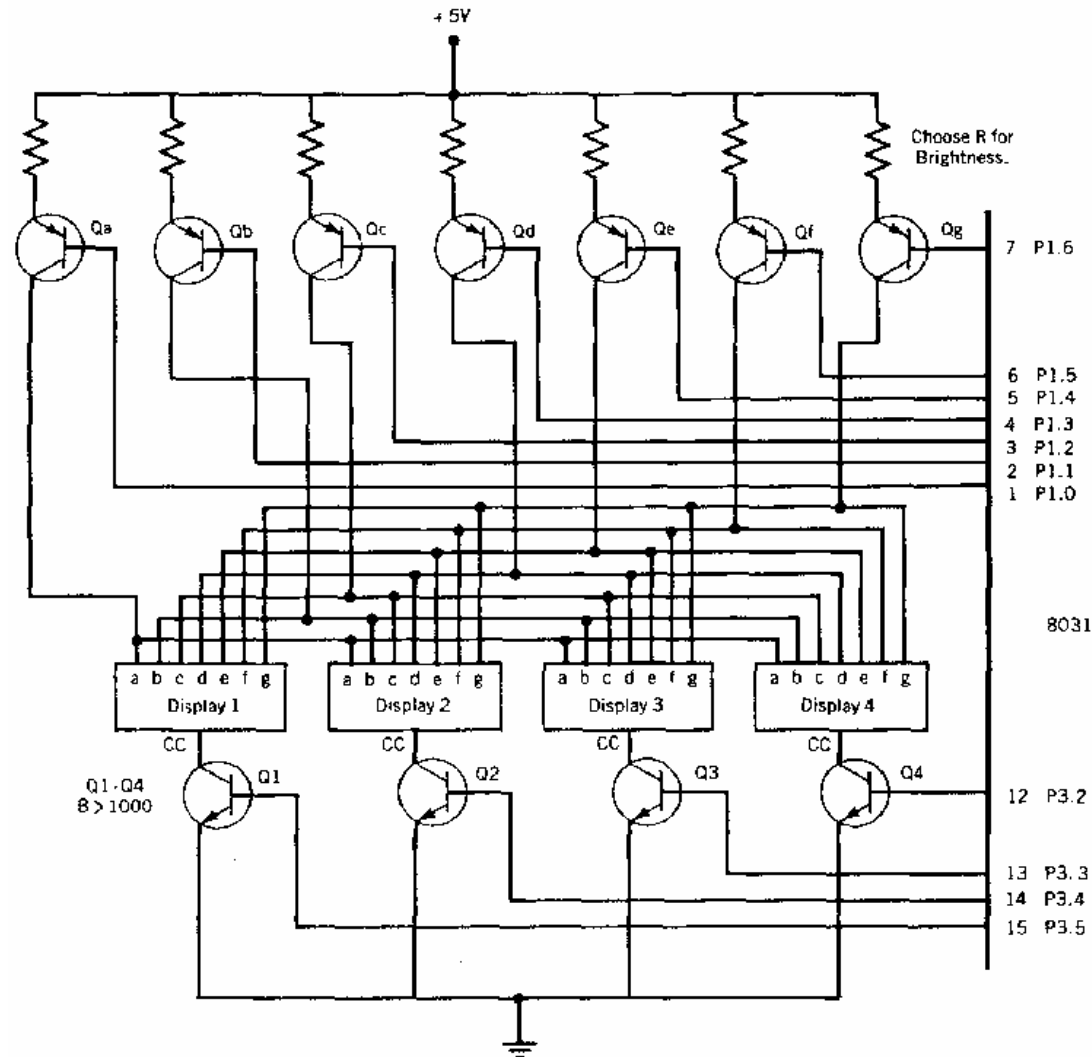 + 5V
Choose R for
Brightness.
Qa
Qb
Qc
Qd
Qe
Qf
Qg
7 P1.6
6 P1.5
5 P1.4
4 P1.3
3 P1.2
2 P1.1
1 P1.0
8031
a b c d e f g
Display 1
a b c d e f g
Display 2
a b c d e f g
Display 3
a b c d e f g
Display 4
CC
CC
CC
CC
Q1-Q4
B > 1000
Q1
Q2
Q3
Q4
12 P3.2
13 P3.3
14 P3.4
15 P3.5